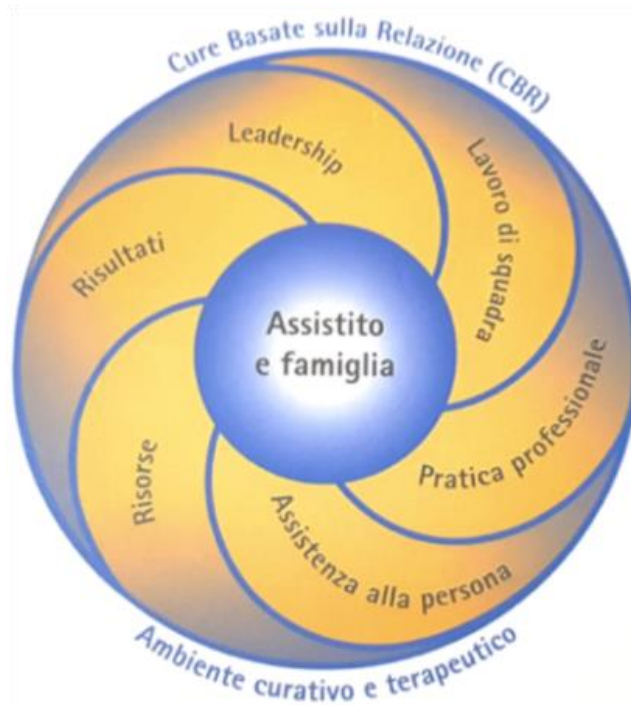 Cure Basate sulla Relazione (CBR)
Leadership
Lavoro di squadra
Risultati
Assistito
e famiglia
Pratica professionale
Risorse
Assistenza alla persona
Ambiente curativo e terapeutico